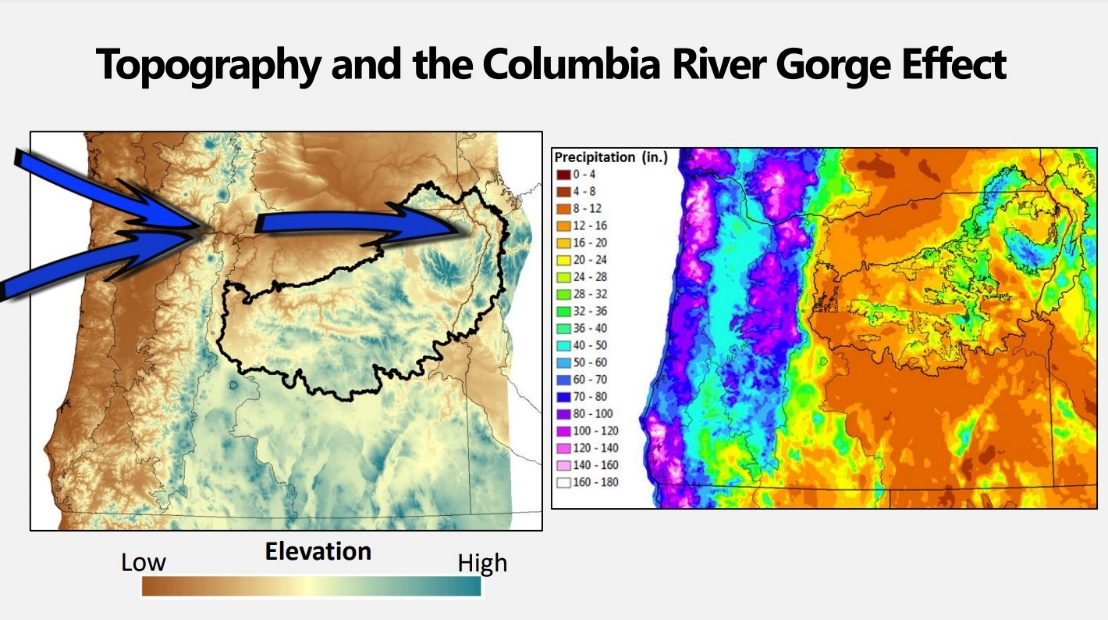 Topography and the Columbia River Gorge Effect
Precipitation (in.)
0 - 4
4 - 8
8 - 12
12 - 16
16 - 20
20 - 24
24 - 28
28 - 32
32 - 36
36 - 40
40 - 50
50 - 60
60 - 70
70 - 80
80 - 100
100 - 120
120 - 140
140 - 160
160 - 180
Elevation
Low High